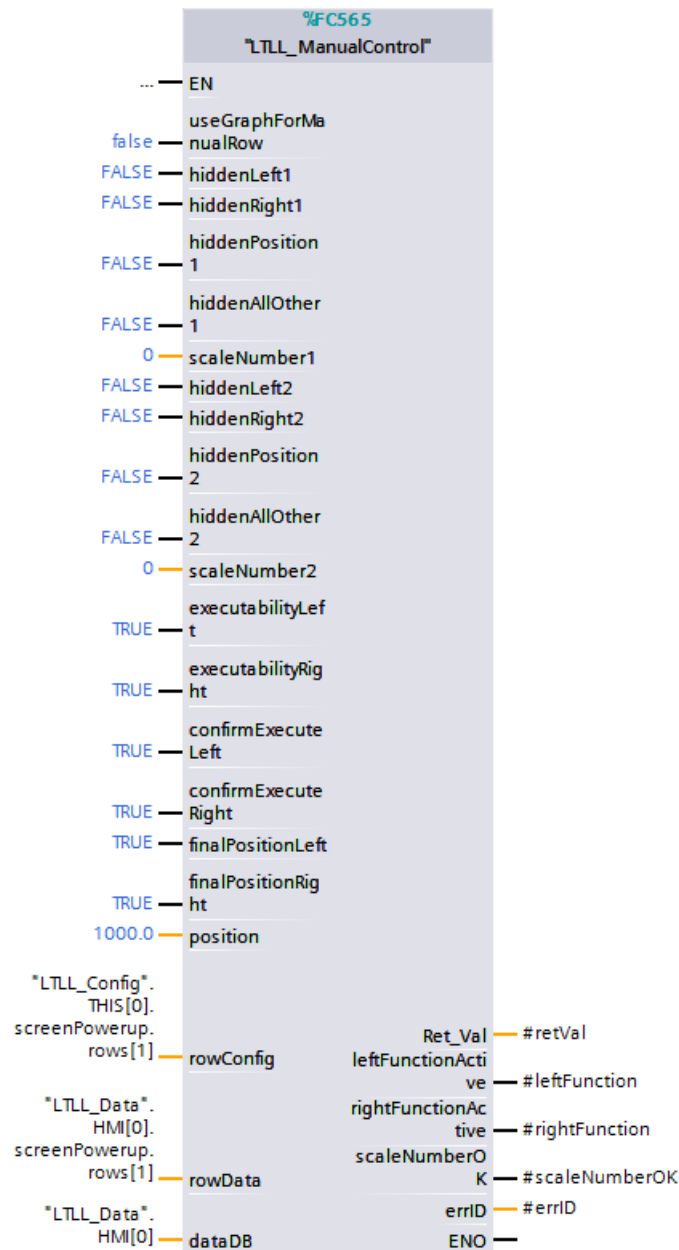 %FC565
"LTLL_ManualControl"
... EN
useGraphForMa
false nualRow
FALSE hiddenLeft1
FALSE hiddenRight1
hiddenPosition
FALSE 1
hiddenAllOther
FALSE 1
0 scaleNumber1
FALSE hiddenLeft2
FALSE hiddenRight2
hiddenPosition
FALSE 2
hiddenAllOther
FALSE 2
0 scaleNumber2
executabilityLef
TRUE t
executabilityRig
TRUE ht
confirmExecute
TRUE Left
confirmExecute
TRUE Right
TRUE finalPositionLeft
finalPositionRig
TRUE ht
1000.0 position
"LTLL_Config".
THIS[0].
screenPowerup.
rows[1] rowConfig
Ret_Val #retVal
leftFunctionActi
ve #leftFunction
"LTLL_Data".
HMI[0].
screenPowerup.
rows[1] rowData
rightFunctionAc
tive #rightFunction
scaleNumberO
K #scaleNumberOK
"LTLL_Data".
HMI[0] dataDB
errID #errID
ENO